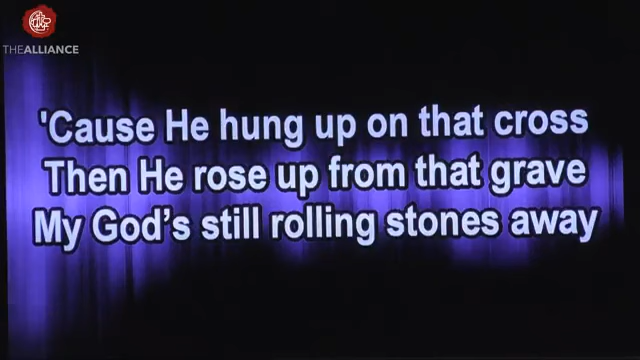 THEALLIANCE
'Cause He hung up on that cross
Then He rose up from that grave
My God's still rolling stones away